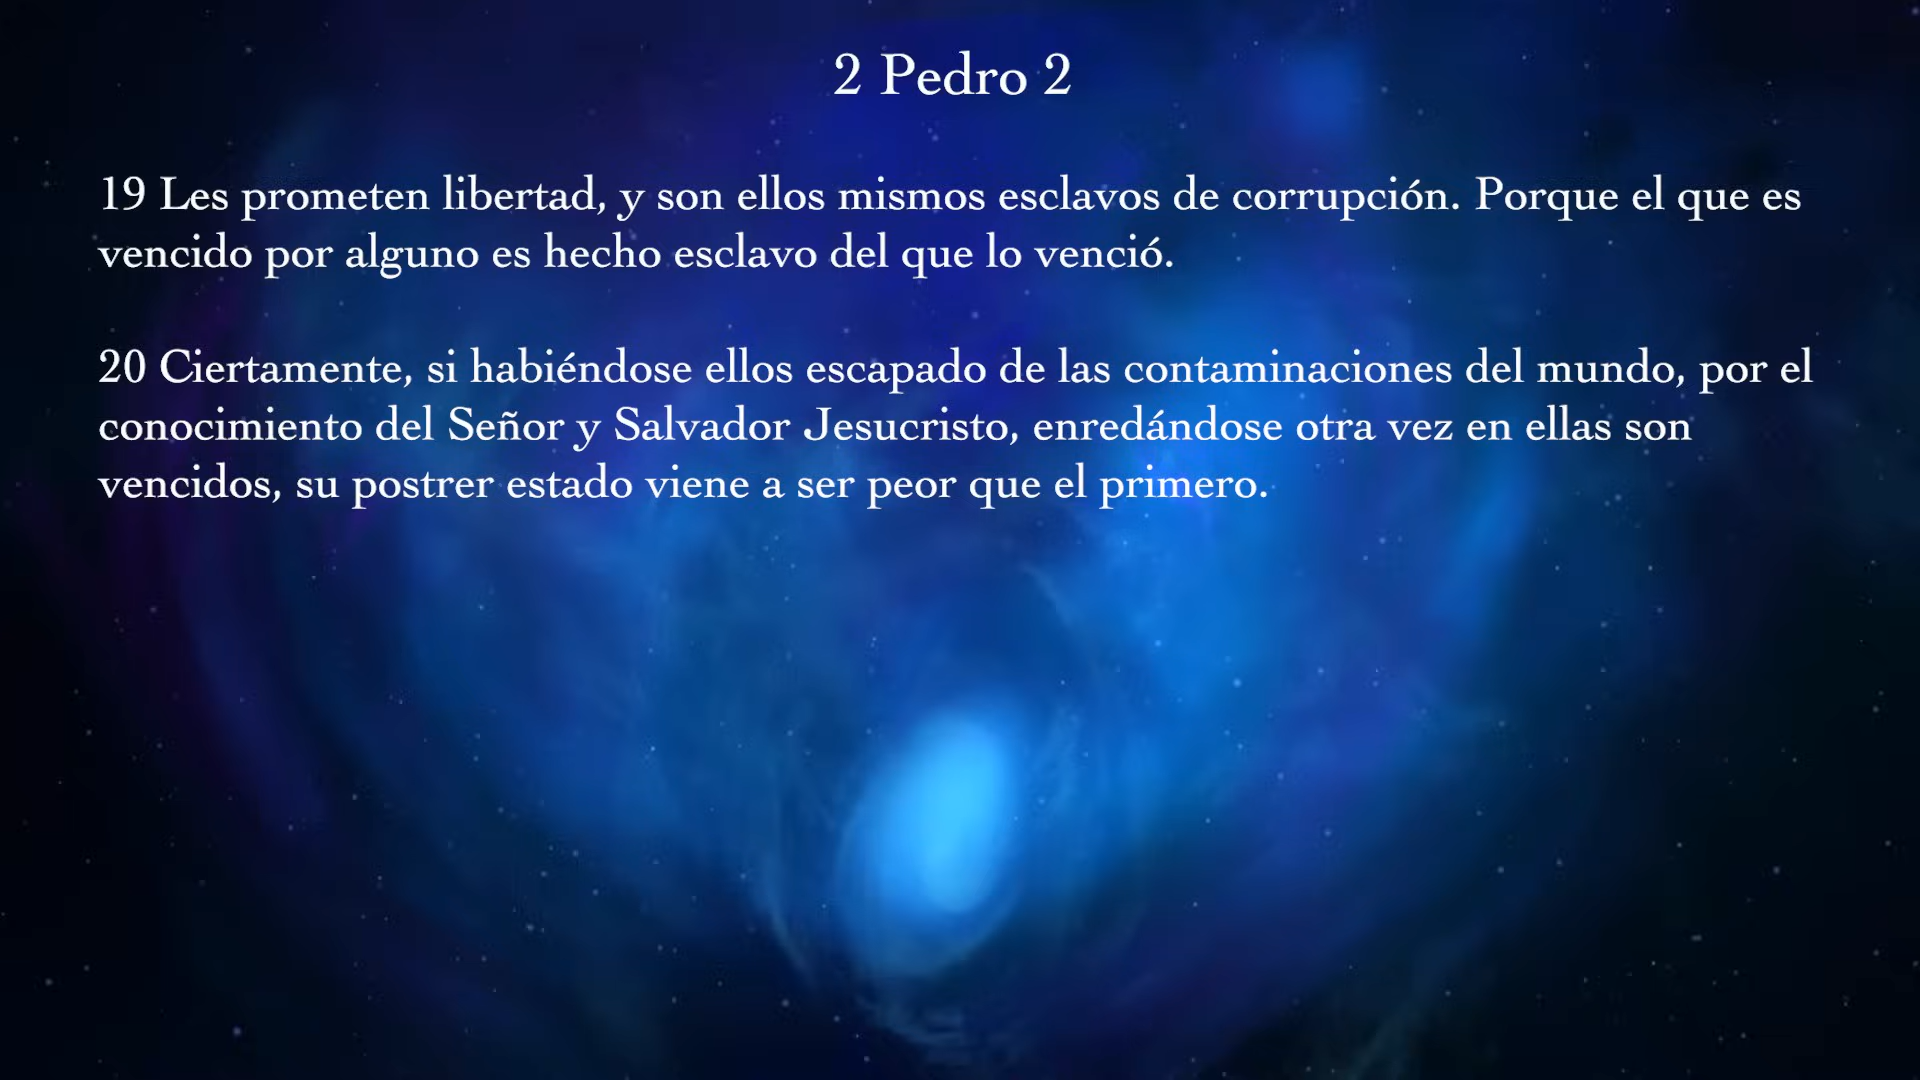 2 Pedro 2
19 Les prometen libertad, y son ellos mismos esclavos de corrupción. Porque el que es
vencido por alguno es hecho esclavo del que lo venció.
20 Ciertamente, si habiéndose ellos escapado de las contaminaciones del mundo, por el
conocimiento del Señor y Salvador Jesucristo, enredándose otra vez en ellas son
vencidos, su postrer estado viene a ser peor que el primero.